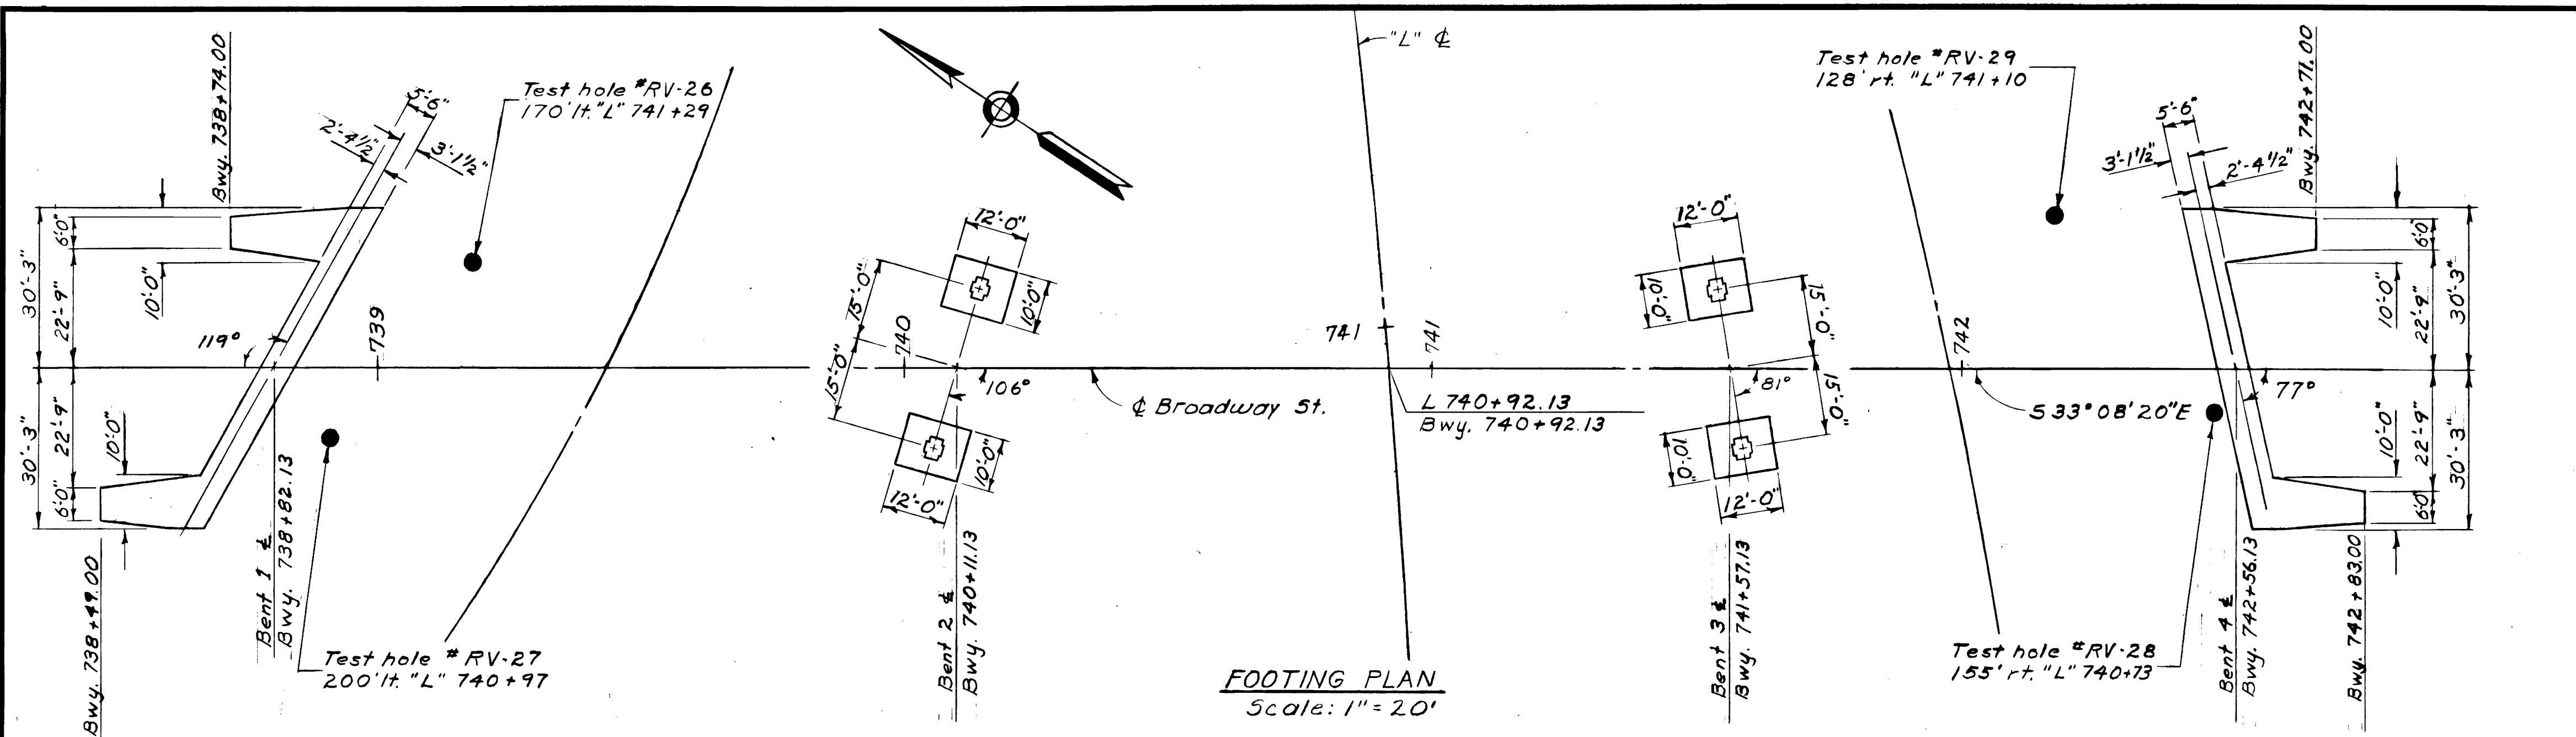 Bwy. 738+74.00
5'-6"
2'-4½"
3'-1½"
Test hole #RV-26
170' lt. "L" 741+29
"L" ℄
Test hole #RV-29
128' rt. "L" 741+10
5'-6"
3'-1½"
2'-4½"
Bwy. 742+71.00
30'-3"
6'-0"
22'-9"
10'-0"
119°
739
12'-0"
15'-0"
10'-0"
15'-0"
740
106°
℄ Broadway St.
741
741
L 740+92.13
Bwy. 740+92.13
12'-0"
10'-0"
15'-0"
81°
15'-0"
742
S 33° 08' 20" E
77°
10'-0"
6'-0"
22'-9"
30'-3"
30'-3"
22'-9"
6'-0"
10'-0"
12'-0"
10'-0"
10'-0"
12'-0"
10'-0"
22'-9"
6'-0"
30'-3"
Bwy. 738+49.00
Bent 1 ℄
Bwy. 738+82.13
Test hole #RV-27
200' lt. "L" 740+97
Bent 2 ℄
Bwy. 740+11.13
FOOTING PLAN
Scale: 1" = 20'
Bent 3 ℄
Bwy. 741+57.13
Test hole #RV-28
155' rt. "L" 740+73
Bent 4 ℄
Bwy. 742+56.13
Bwy. 742+83.00